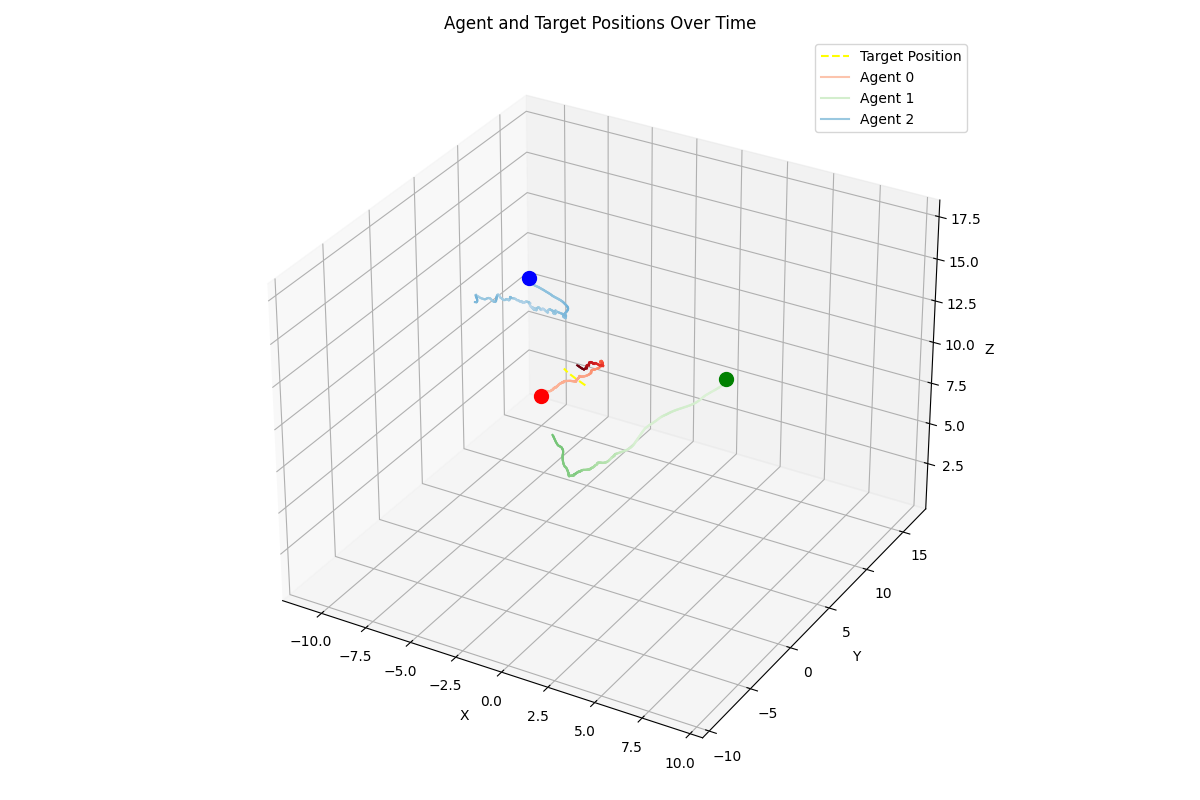 Agent and Target Positions Over Time
Target Position
Agent 0
Agent 1
Agent 2
17.5
15.0
12.5
10.0
Z
7.5
5.0
2.5
15
10
5
Y
0
−5
−10
−10.0
−7.5
−5.0
−2.5
X
0.0
2.5
5.0
7.5
10.0